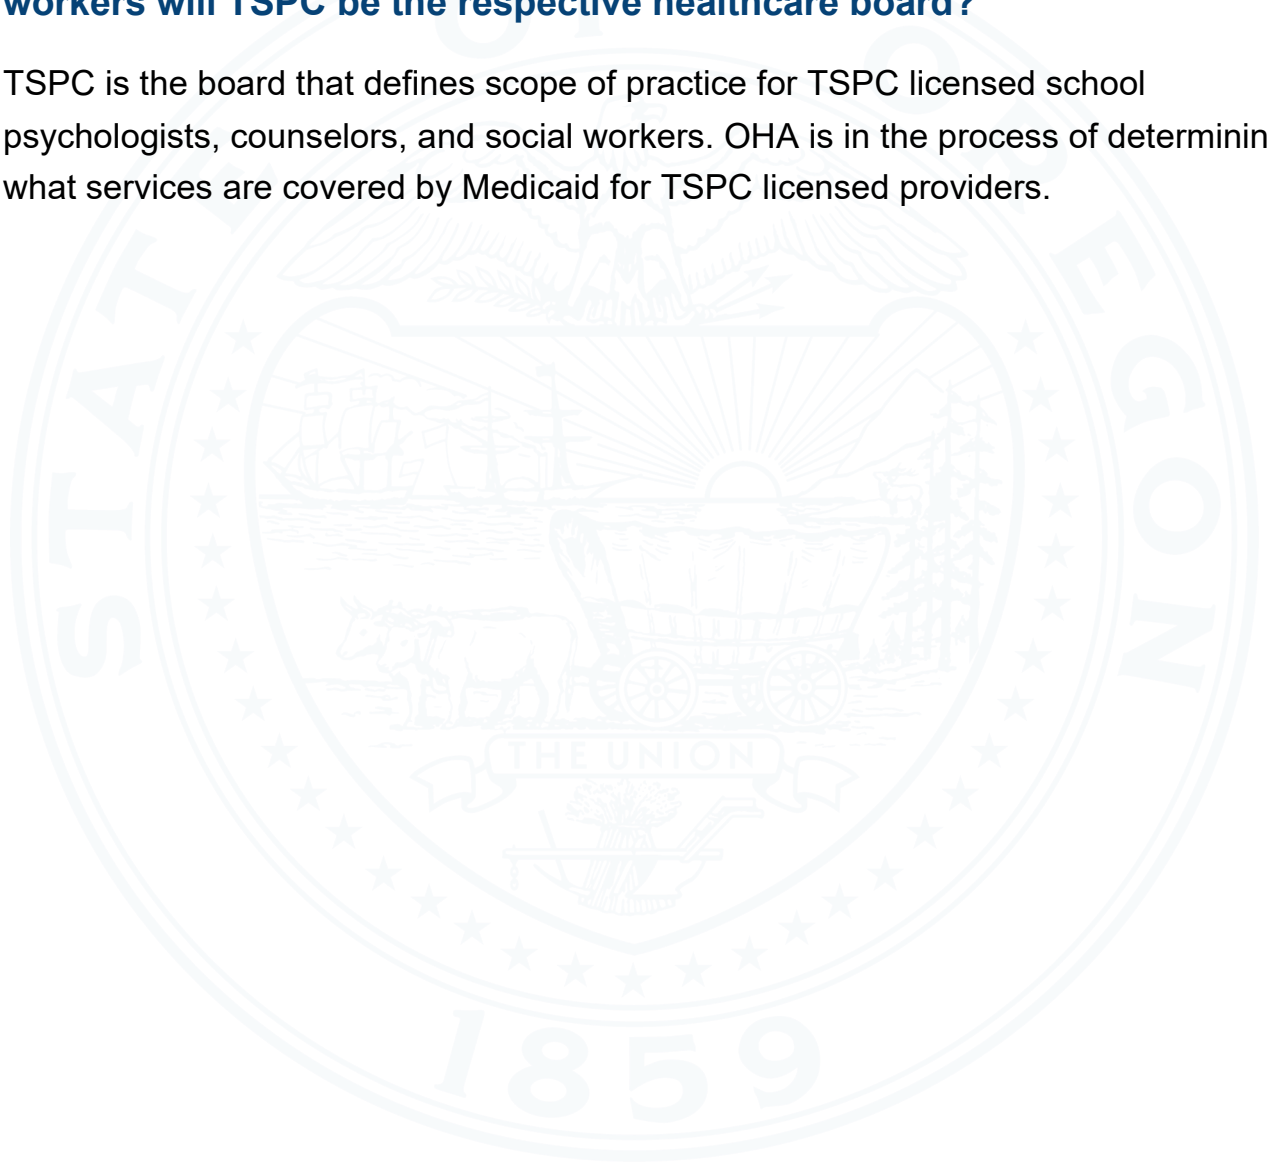 workers will TSPC be the respective healthcare board?
TSPC is the board that defines scope of practice for TSPC licensed school
psychologists, counselors, and social workers. OHA is in the process of determinin
what services are covered by Medicaid for TSPC licensed providers.
STATE OF OREGON
THE UNION
1859